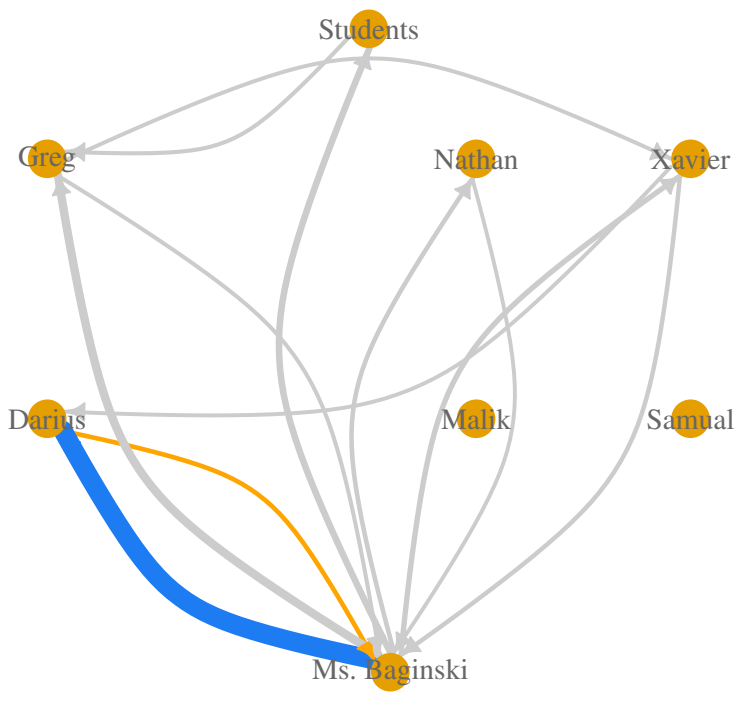 Students
Greg
Nathan
Xavier
Darius
Malik
Samual
Ms. Baginski